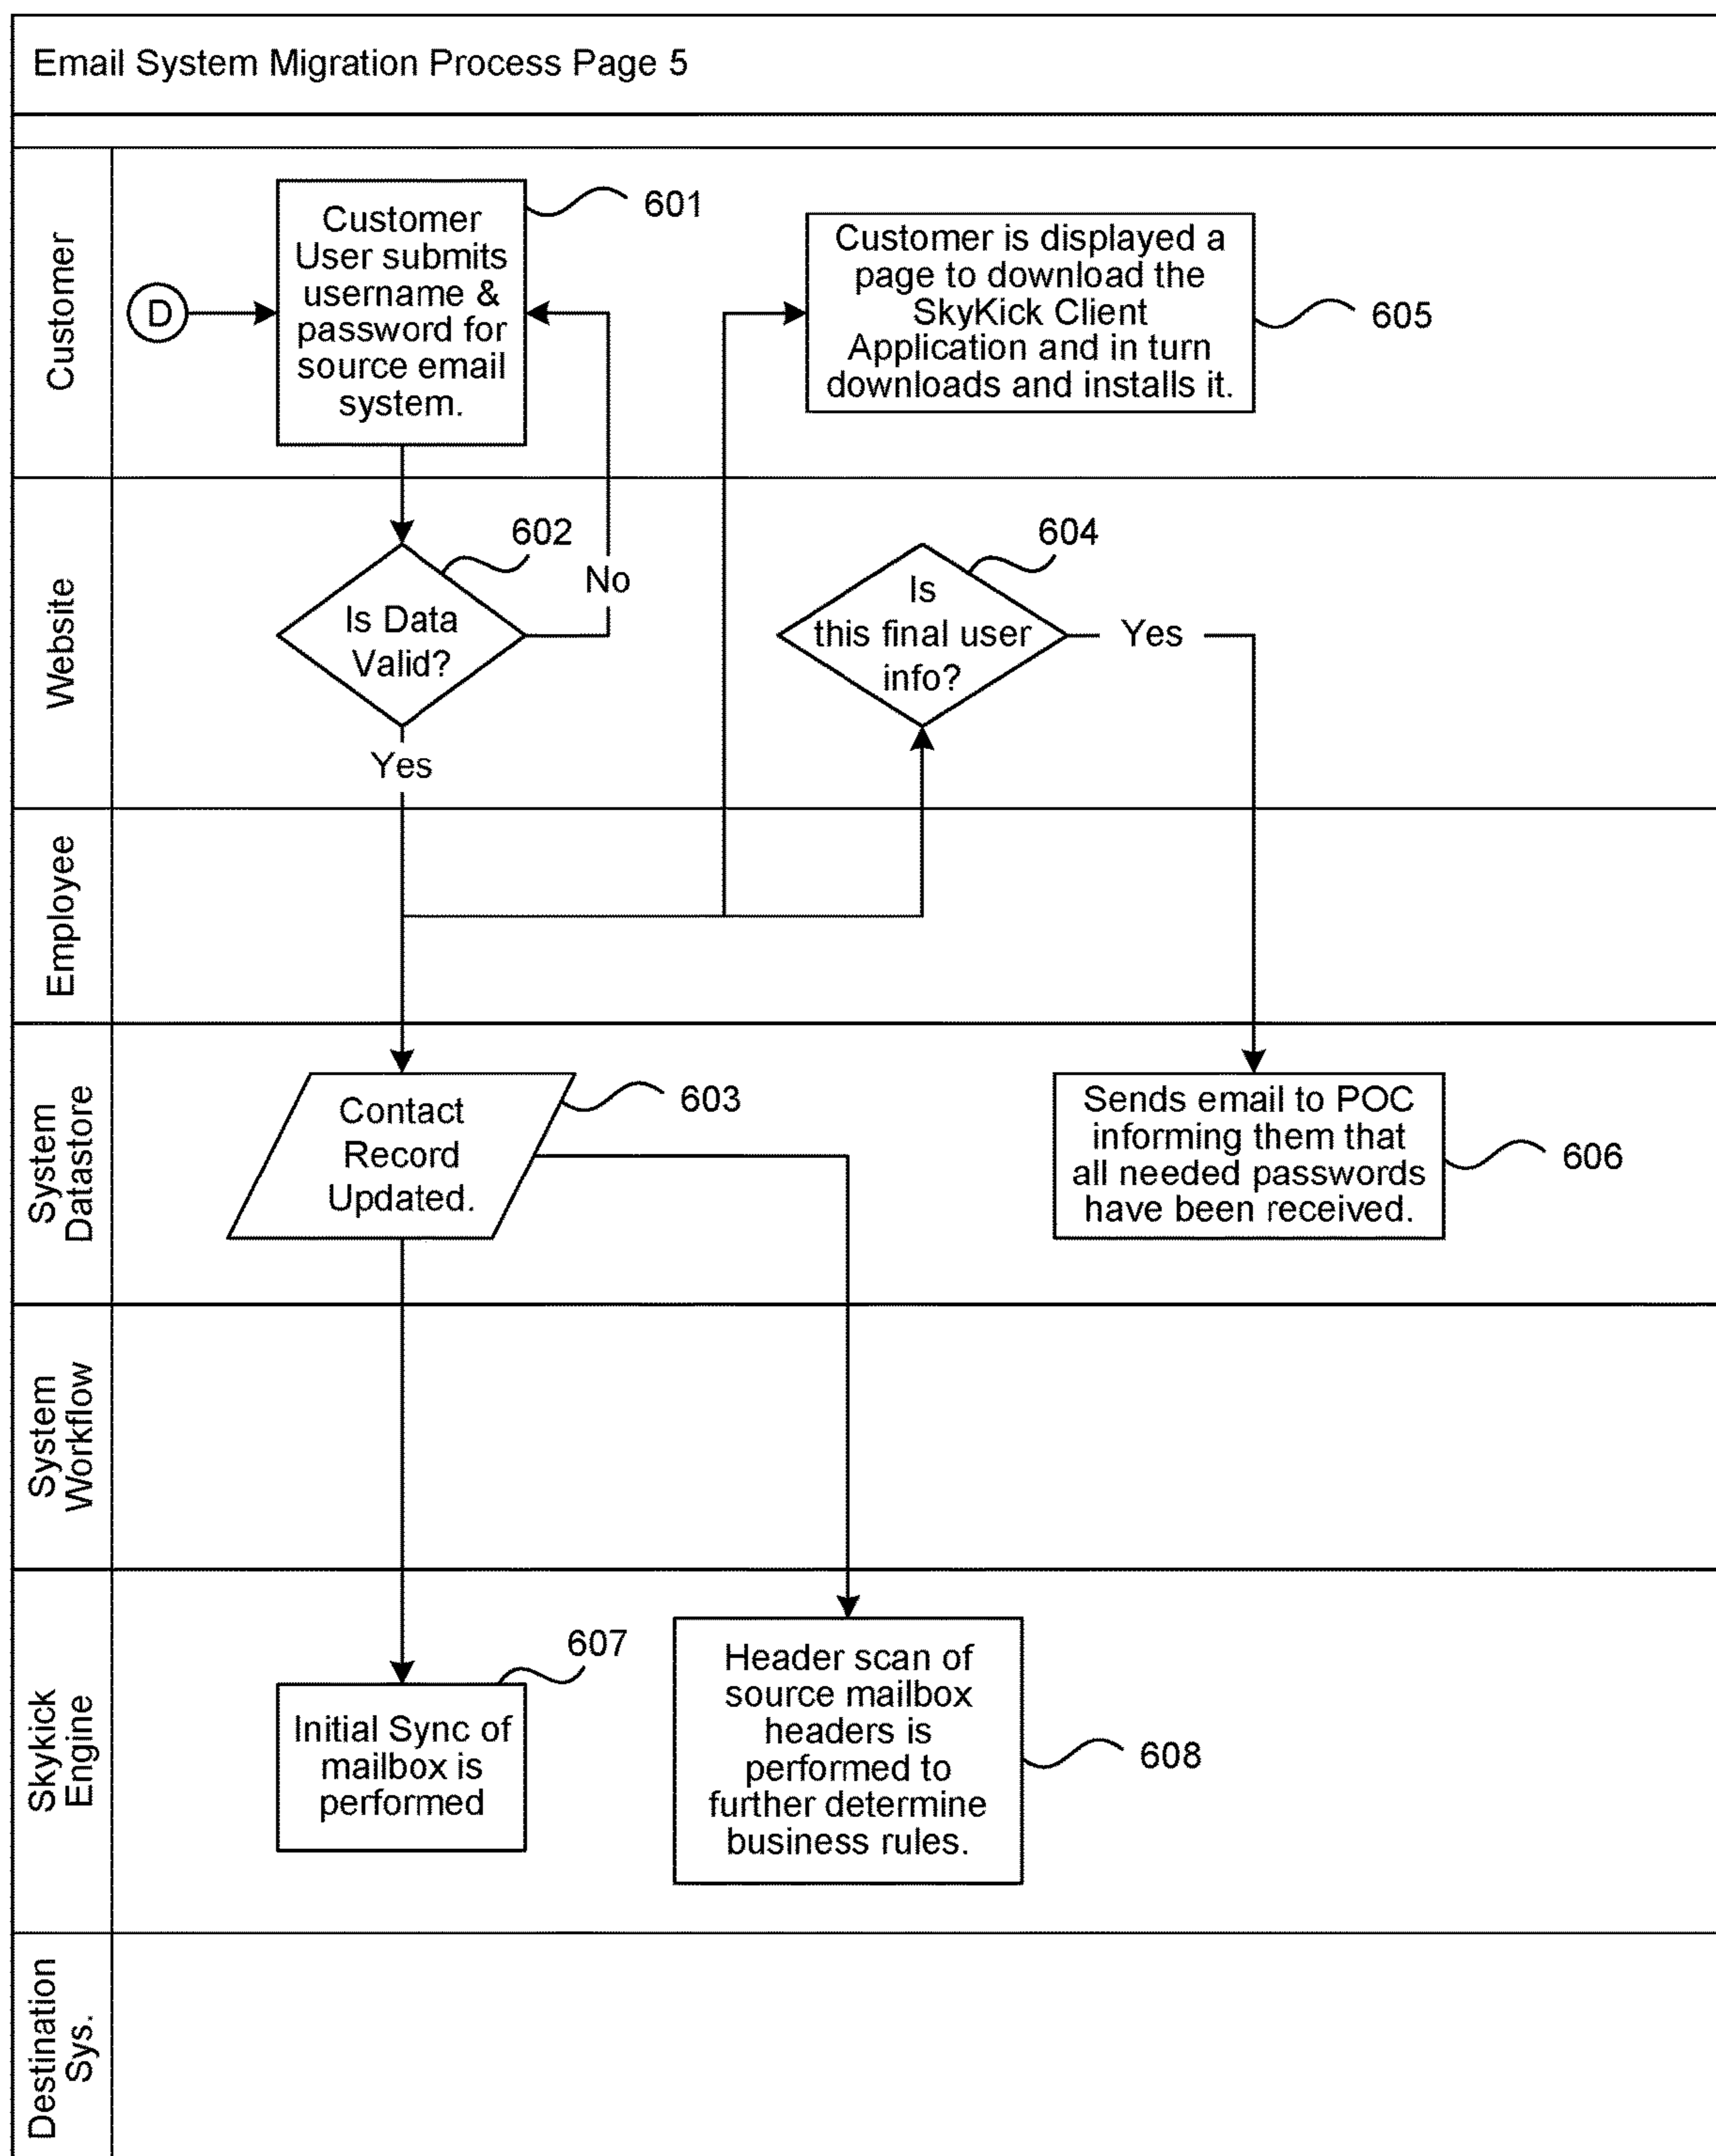 Email System Migration Process Page 5
Customer
D
Customer
User submits
username &
password for
source email
system.
601
Customer is displayed a
page to download the
SkyKick Client
Application and in turn
downloads and installs it.
605
Website
602
Is Data
Valid?
No
Yes
604
Is
this final user
info?
Yes
Employee
System
Datastore
Contact
Record
Updated.
603
Sends email to POC
informing them that
all needed passwords
have been received.
606
System
Workflow
Skykick
Engine
607
Initial Sync of
mailbox is
performed
Header scan of
source mailbox
headers is
performed to
further determine
business rules.
608
Destination
Sys.